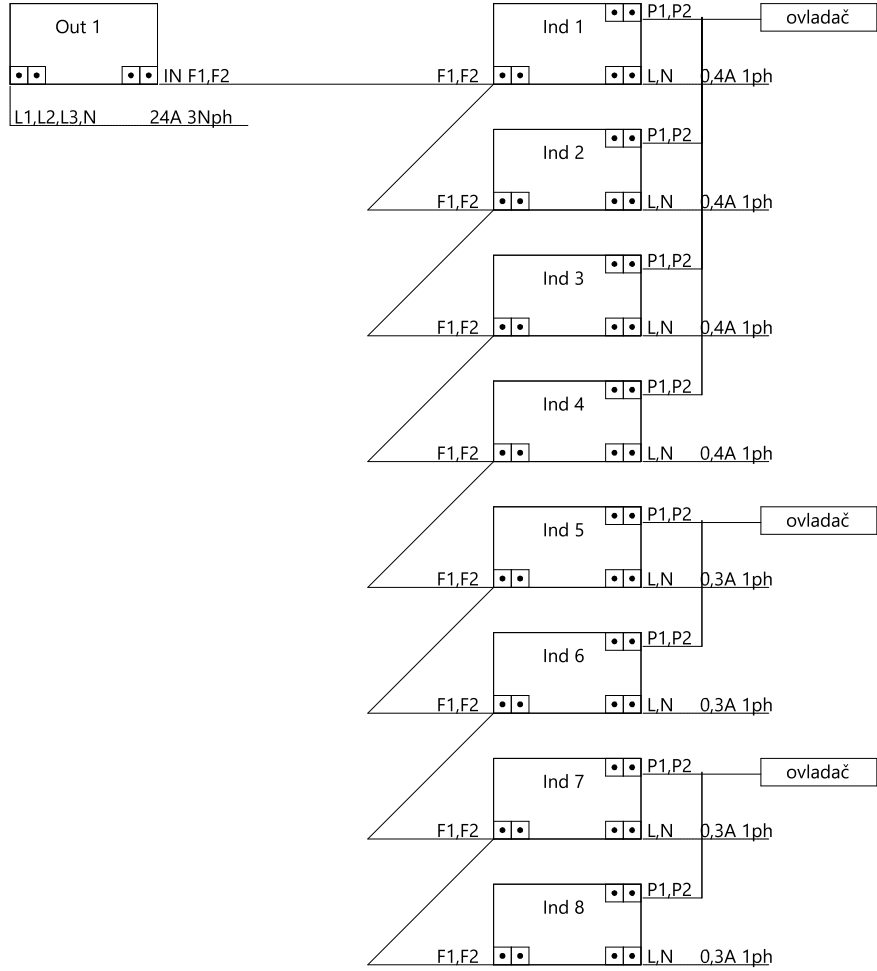 Out 1
IN F1,F2
L1,L2,L3,N 24A 3Nph
Ind 1
P1,P2
ovladač
F1,F2
L,N 0,4A 1ph
Ind 2
P1,P2
F1,F2
L,N 0,4A 1ph
Ind 3
P1,P2
F1,F2
L,N 0,4A 1ph
Ind 4
P1,P2
F1,F2
L,N 0,4A 1ph
Ind 5
P1,P2
ovladač
F1,F2
L,N 0,3A 1ph
Ind 6
P1,P2
F1,F2
L,N 0,3A 1ph
Ind 7
P1,P2
ovladač
F1,F2
L,N 0,3A 1ph
Ind 8
P1,P2
F1,F2
L,N 0,3A 1ph